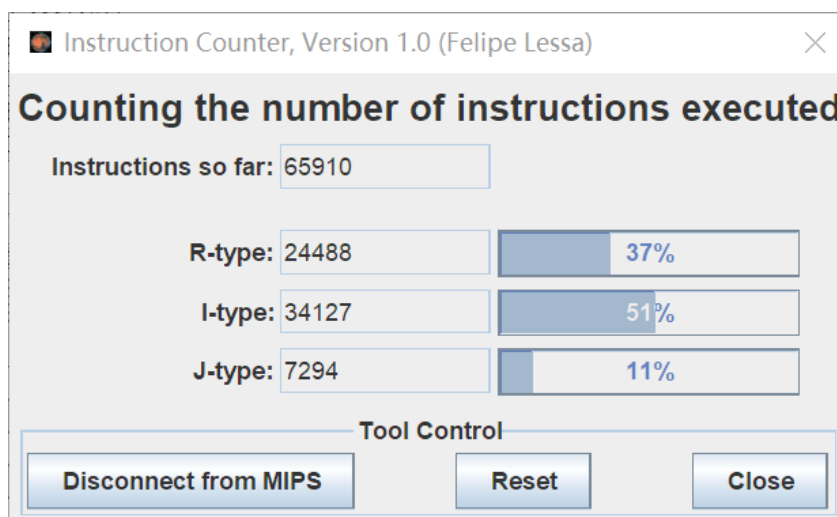 Instruction Counter, Version 1.0 (Felipe Lessa)
Counting the number of instructions executed
Instructions so far: 65910
R-type: 24488 37%
I-type: 34127 51%
J-type: 7294 11%
Tool Control
Disconnect from MIPS Reset Close